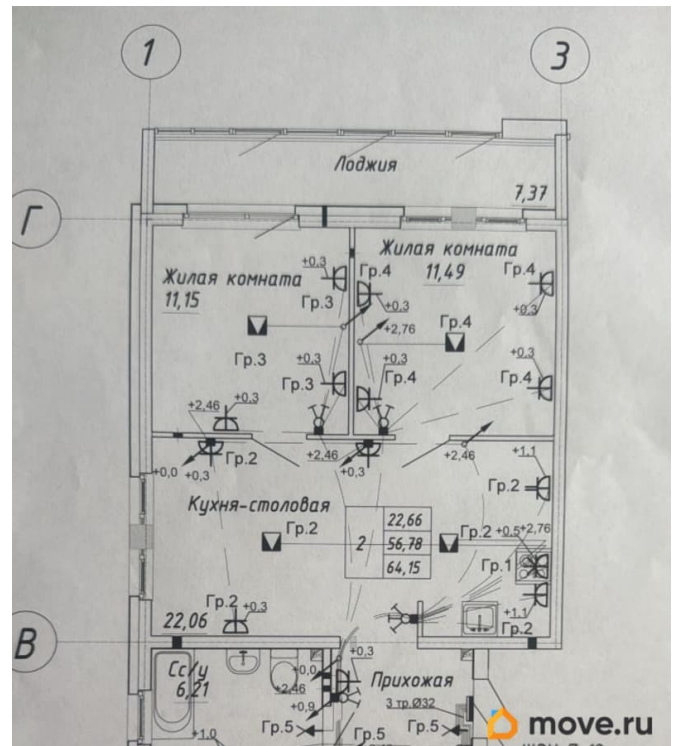 1
3
Лоджия
7,37
Г
Жилая комната
11,49
Жилая комната
11,15
+0,3
Гр.4
Гр.4
Гр.3
+0,3
+0,3
Гр.4
+2,76
Гр.3
+0,3
+0,3
+0,3
Гр.3
Гр.4
Гр.4
+2,46
+0,3
+2,46
+0,3
+2,46
+0,0
+0,3
Гр.2
+1,1
Гр.2
Кухня-столовая
Гр.2
2
22,66
56,78
64,15
Гр.2
+0,5
+2,76
Гр.1
Гр.2
+0,3
22,06
+1,1
Гр.2
В
Сс/у
6,21
+0,0
+0,3
+2,46
Прихожая
+0,9
3 тр.Ø32
Гр.5
Гр.5
Гр.5
+1,0
move.ru